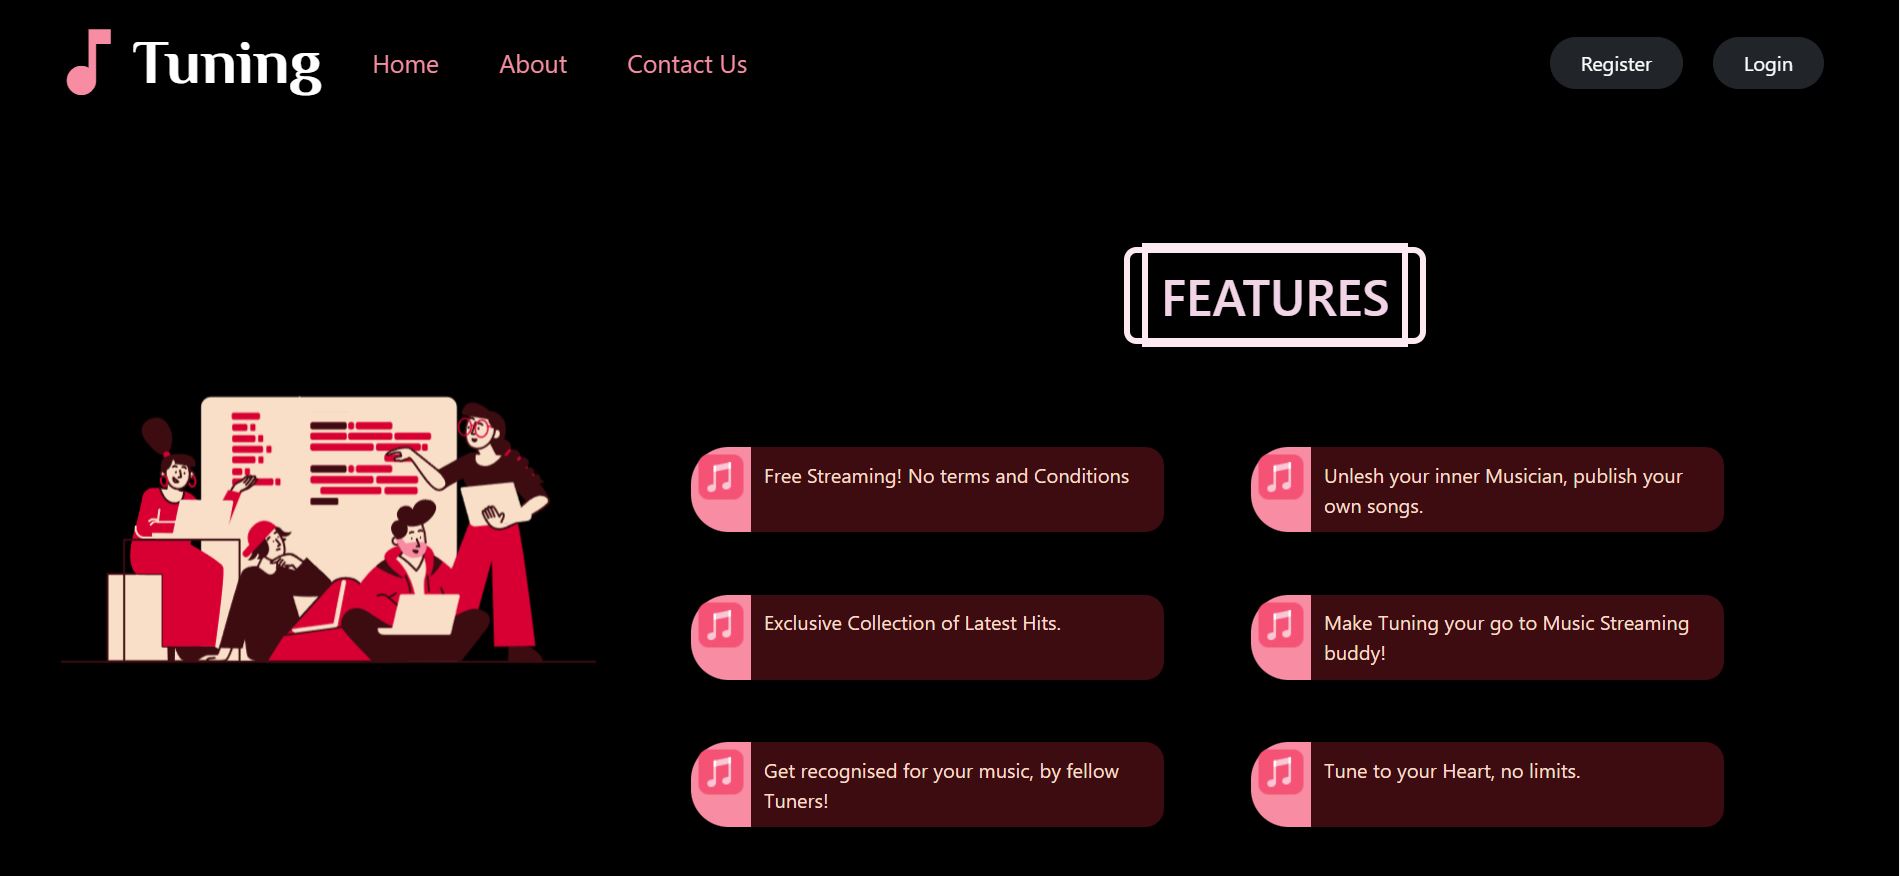 Tuning
Home
About
Contact Us
Register
Login
FEATURES
Free Streaming! No terms and Conditions
Unlesh your inner Musician, publish your
own songs.
Exclusive Collection of Latest Hits.
Make Tuning your go to Music Streaming
buddy!
Get recognised for your music, by fellow
Tuners!
Tune to your Heart, no limits.